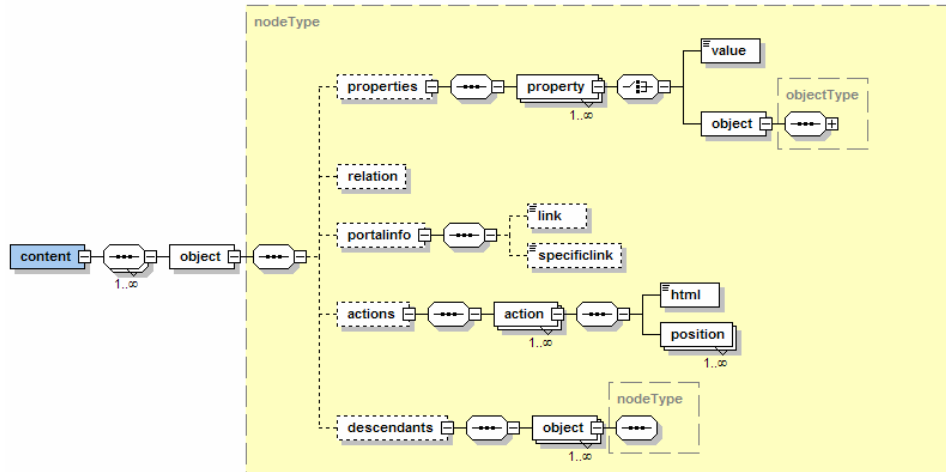 nodeType
value
properties
property
1..∞
objectType
object
relation
link
portalinfo
specificlink
content
object
1..∞
html
actions
action
position
1..∞
1..∞
nodeType
descendants
object
1..∞